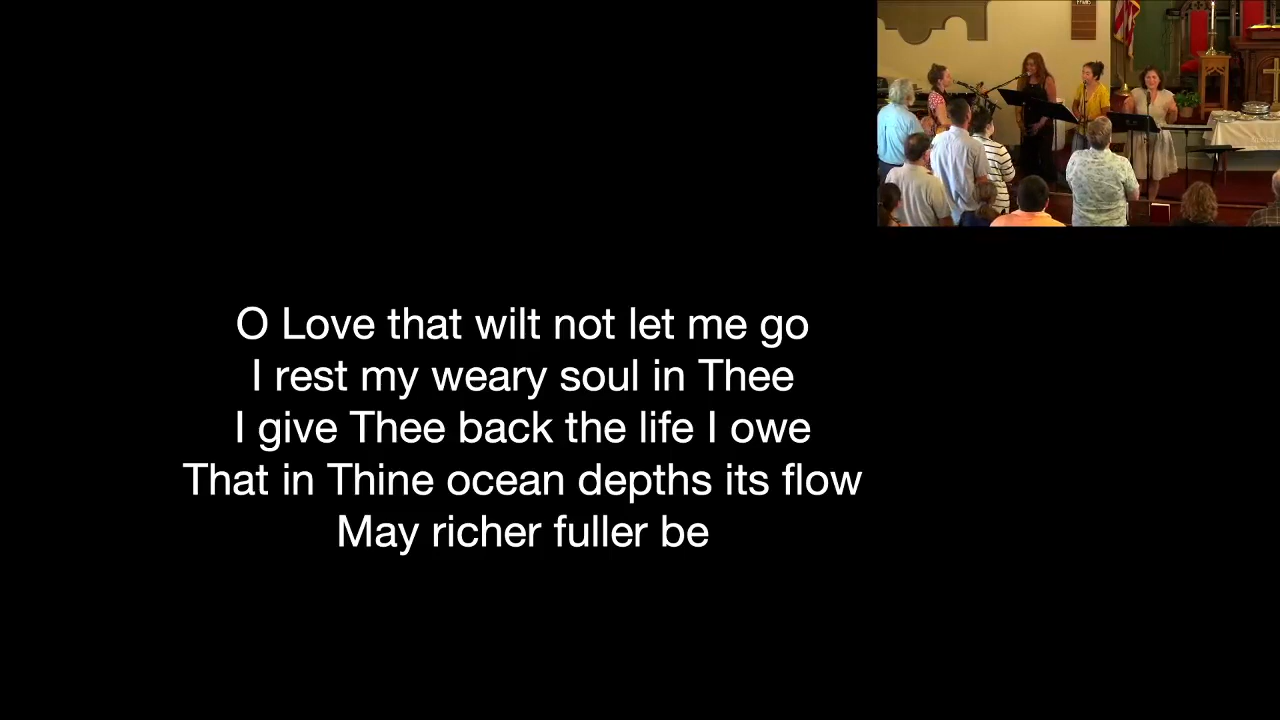 O Love that wilt not let me go
I rest my weary soul in Thee
I give Thee back the life I owe
That in Thine ocean depths its flow
May richer fuller be